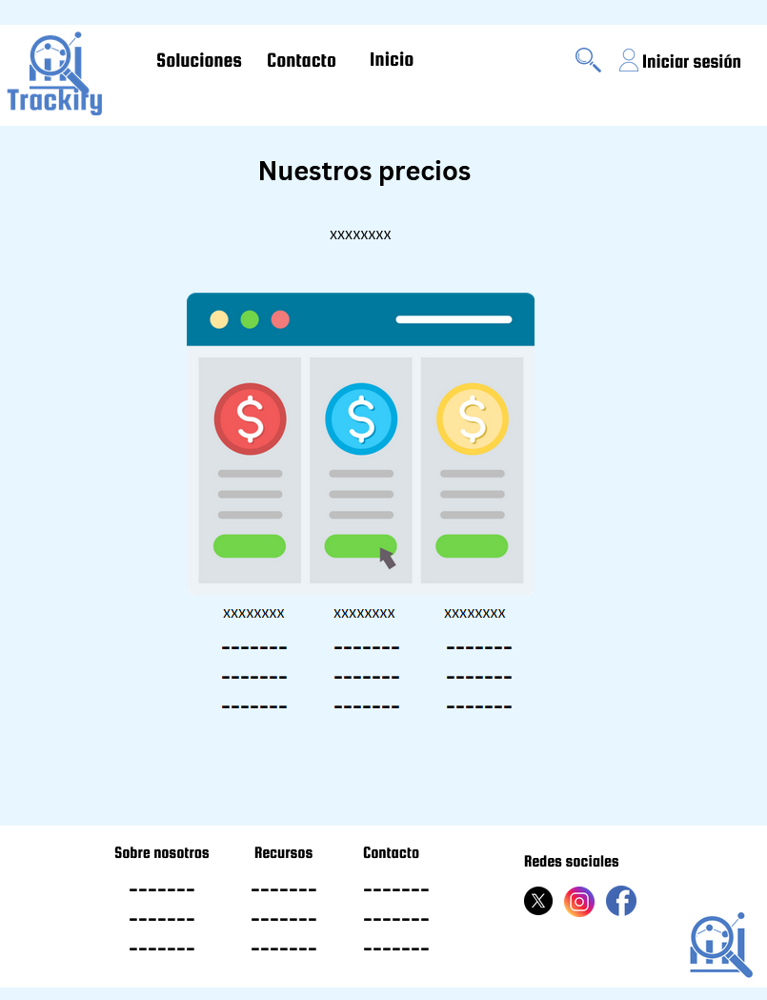 Trackify
Soluciones Contacto Inicio Iniciar sesión
Nuestros precios
xxxxxxxx
$ $ $
xxxxxxxx xxxxxxxx xxxxxxxx
------- ------- -------
------- ------- -------
------- ------- -------
Sobre nosotros Recursos Contacto Redes sociales
------- ------- -------
------- ------- -------
------- ------- -------